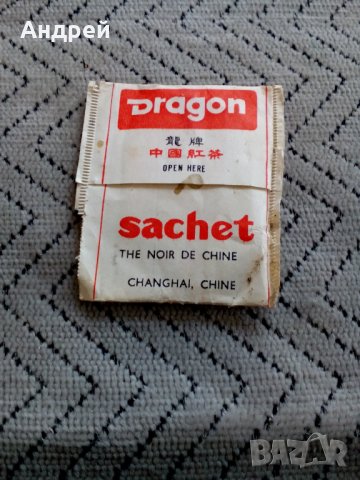 Андрей
Dragon
龍牌
中國紅茶
OPEN HERE
sachet
THE NOIR DE CHINE
CHANGHAI, CHINE
BAZAR